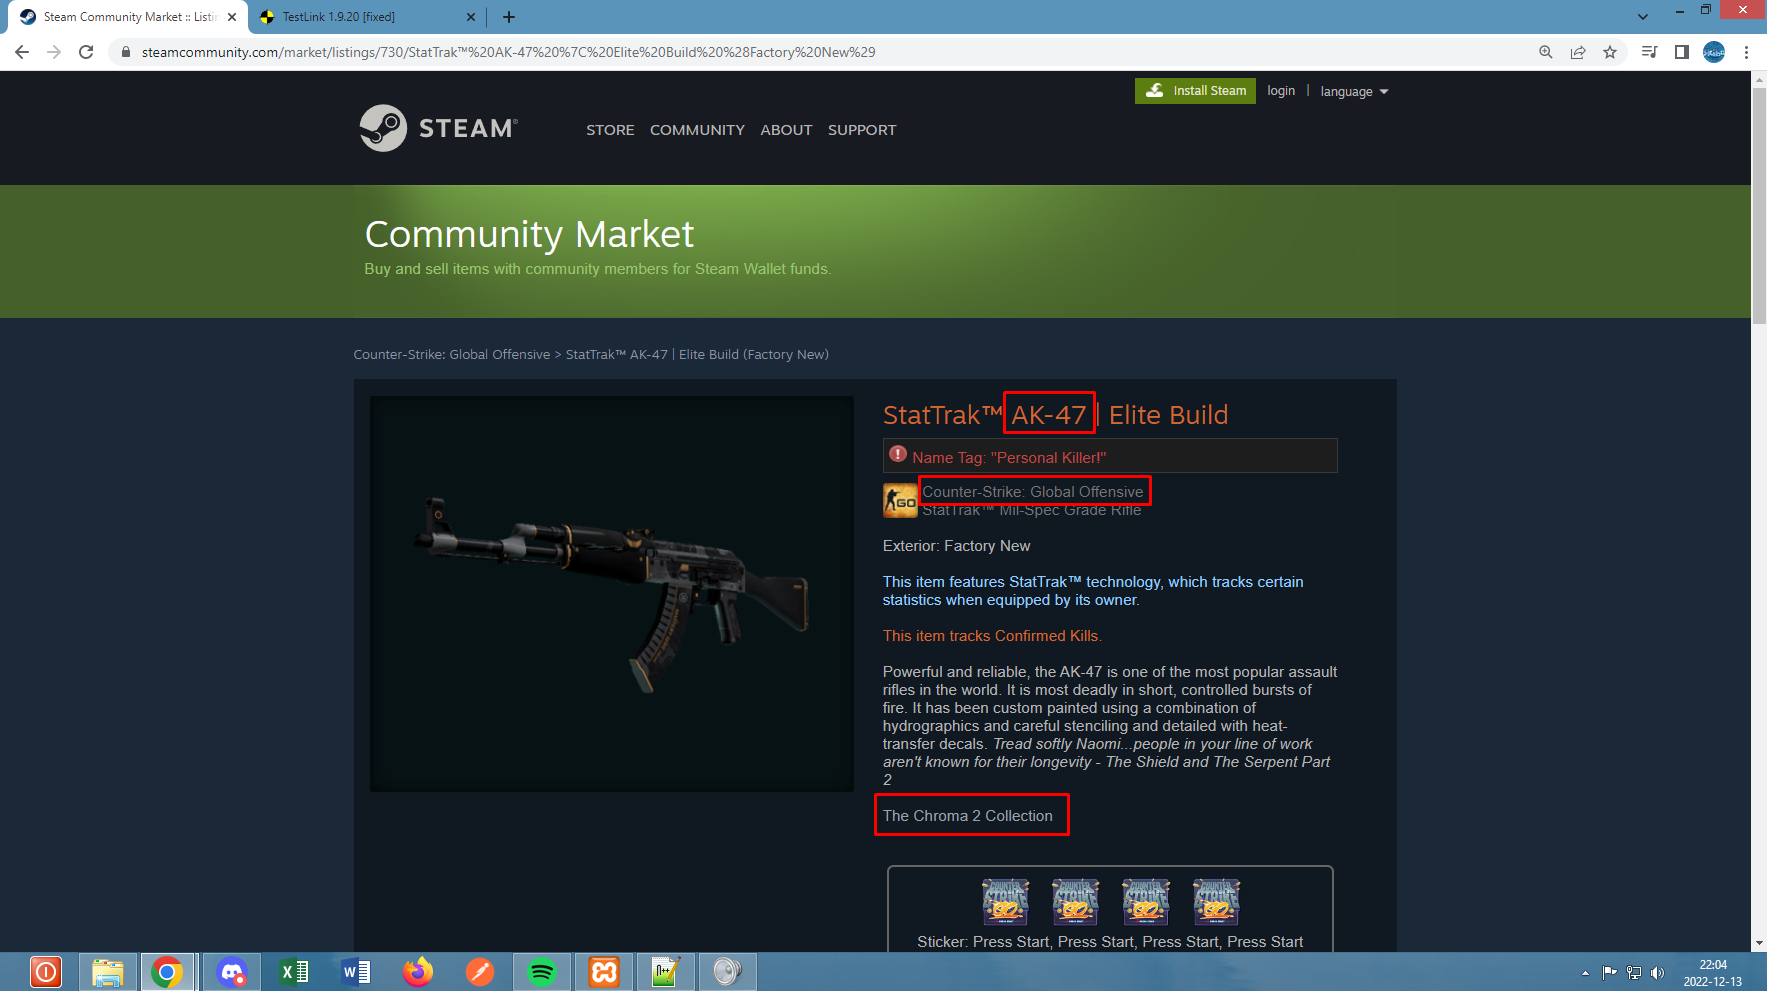 Steam Community Market :: Listin
TestLink 1.9.20 [fixed]
steamcommunity.com/market/listings/730/StatTrak™%20AK-47%20%7C%20Elite%20Build%20%28Factory%20New%29
Install Steam
login
|
language
STEAM®
STORE
COMMUNITY
ABOUT
SUPPORT
Community Market
Buy and sell items with community members for Steam Wallet funds.
Counter-Strike: Global Offensive > StatTrak™ AK-47 | Elite Build (Factory New)
StatTrak™ AK-47 | Elite Build
Name Tag: "Personal Killer!"
GO
Counter-Strike: Global Offensive
StatTrak™ Mil-Spec Grade Rifle
Exterior: Factory New
This item features StatTrak™ technology, which tracks certain
statistics when equipped by its owner.
This item tracks Confirmed Kills.
Powerful and reliable, the AK-47 is one of the most popular assault
rifles in the world. It is most deadly in short, controlled bursts of
fire. It has been custom painted using a combination of
hydrographics and careful stenciling and detailed with heat-
transfer decals. Tread softly Naomi...people in your line of work
aren't known for their longevity - The Shield and The Serpent Part
2
The Chroma 2 Collection
Sticker: Press Start, Press Start, Press Start, Press Start
22:04
2022-12-13